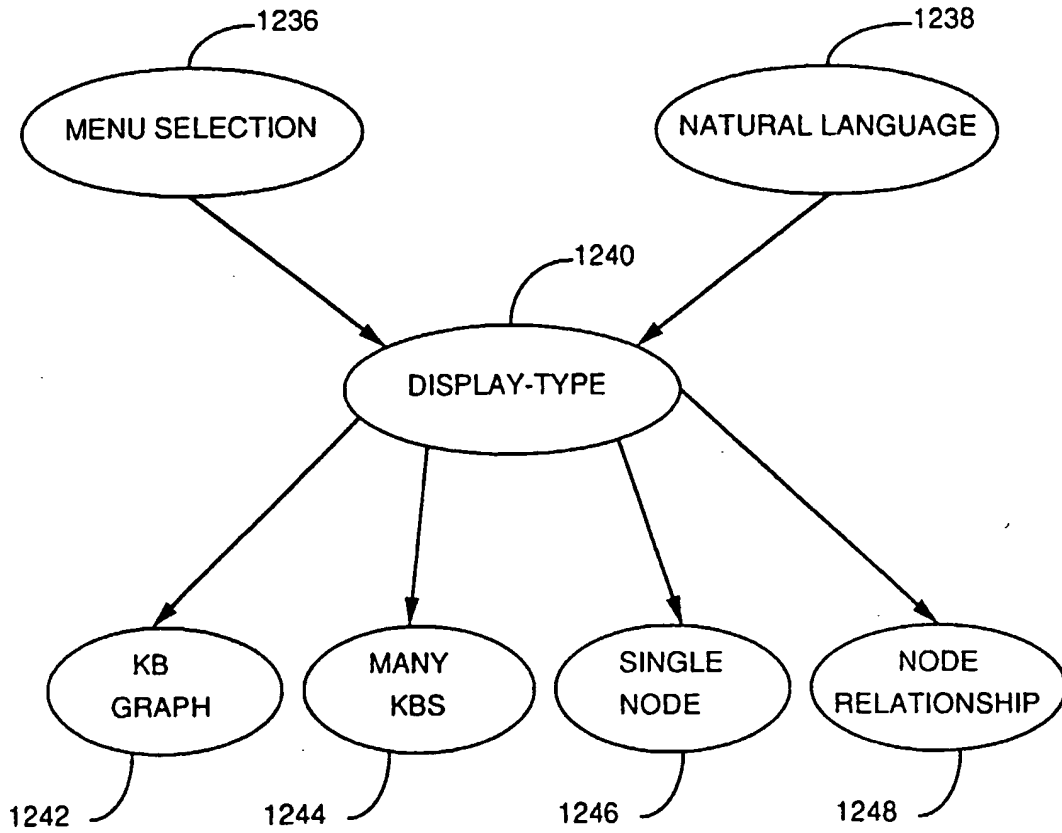 1236
1238
MENU SELECTION
NATURAL LANGUAGE
1240
DISPLAY-TYPE
KB
GRAPH
MANY
KBS
SINGLE
NODE
NODE
RELATIONSHIP
1242
1244
1246
1248